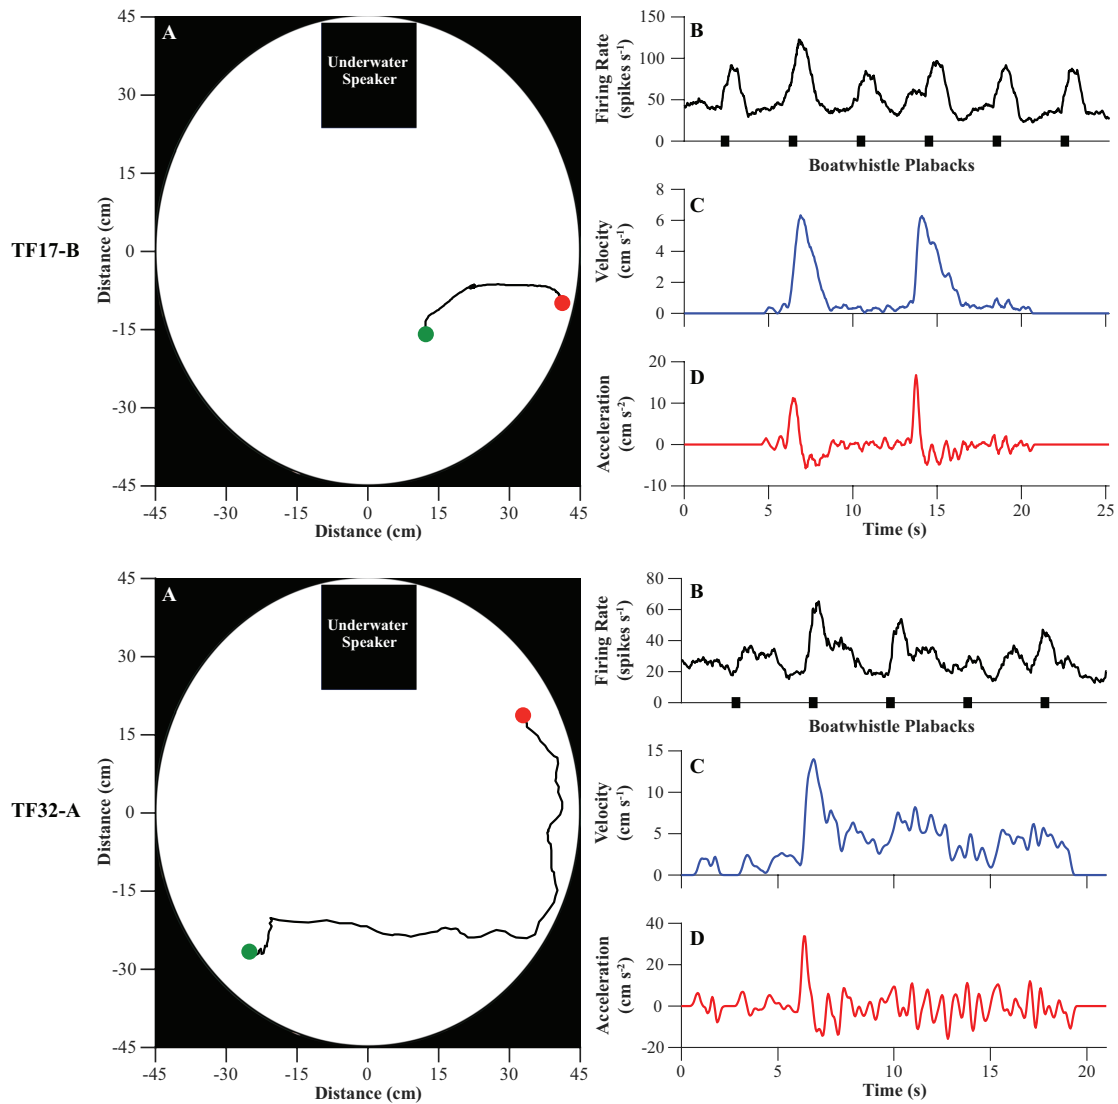 TF17-B
A
Underwater
Speaker
Distance (cm)
45
30
15
0
-15
-30
-45
-45
-30
-15
0
15
30
45
Distance (cm)
B
Firing Rate
(spikes s-1)
150
100
50
0
Boatwhistle Plabacks
C
Velocity
(cm s-1)
8
6
4
2
0
D
Acceleration
(cm s-2)
20
10
0
-10
0
5
10
15
20
25
Time (s)
TF32-A
A
Underwater
Speaker
Distance (cm)
45
30
15
0
-15
-30
-45
-45
-30
-15
0
15
30
45
Distance (cm)
B
Firing Rate
(spikes s-1)
80
60
40
20
0
Boatwhistle Plabacks
C
Velocity
(cm s-1)
15
10
5
0
D
Acceleration
(cm s-2)
40
20
0
-20
0
5
10
15
20
Time (s)